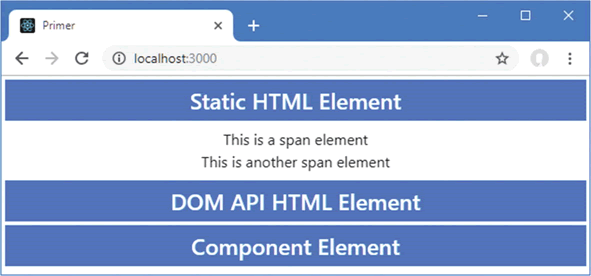 Primer
localhost:3000
Static HTML Element
This is a span element
This is another span element
DOM API HTML Element
Component Element